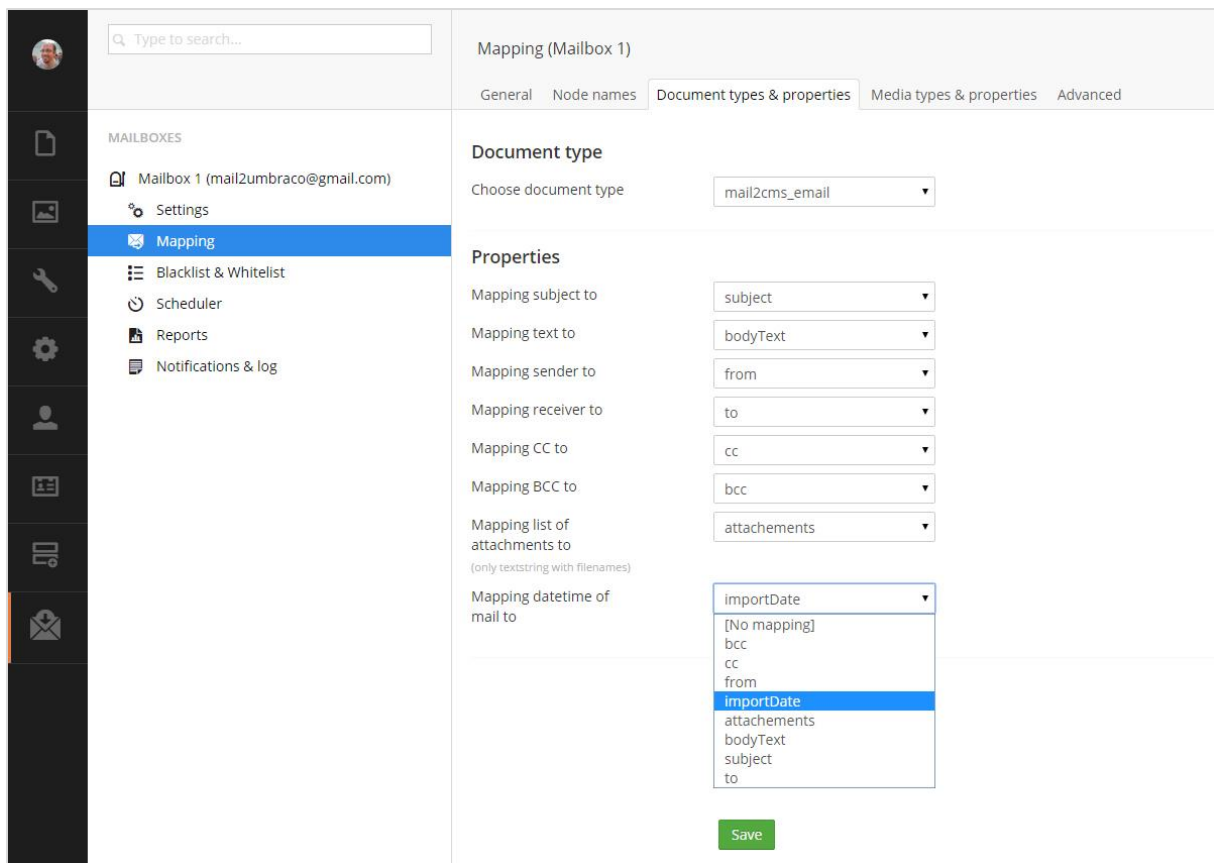 Type to search...
MAILBOXES
Mailbox 1 (mail2umbraco@gmail.com)
Settings
Mapping
Blacklist & Whitelist
Scheduler
Reports
Notifications & log
Mapping (Mailbox 1)
General Node names Document types & properties Media types & properties Advanced
Document type
Choose document type mail2cms_email
Properties
Mapping subject to subject
Mapping text to bodyText
Mapping sender to from
Mapping receiver to to
Mapping CC to cc
Mapping BCC to bcc
Mapping list of attachements
attachments to
(only textstring with filenames)
Mapping datetime of importDate
mail to
[No mapping]
bcc
cc
from
importDate
attachements
bodyText
subject
to
Save